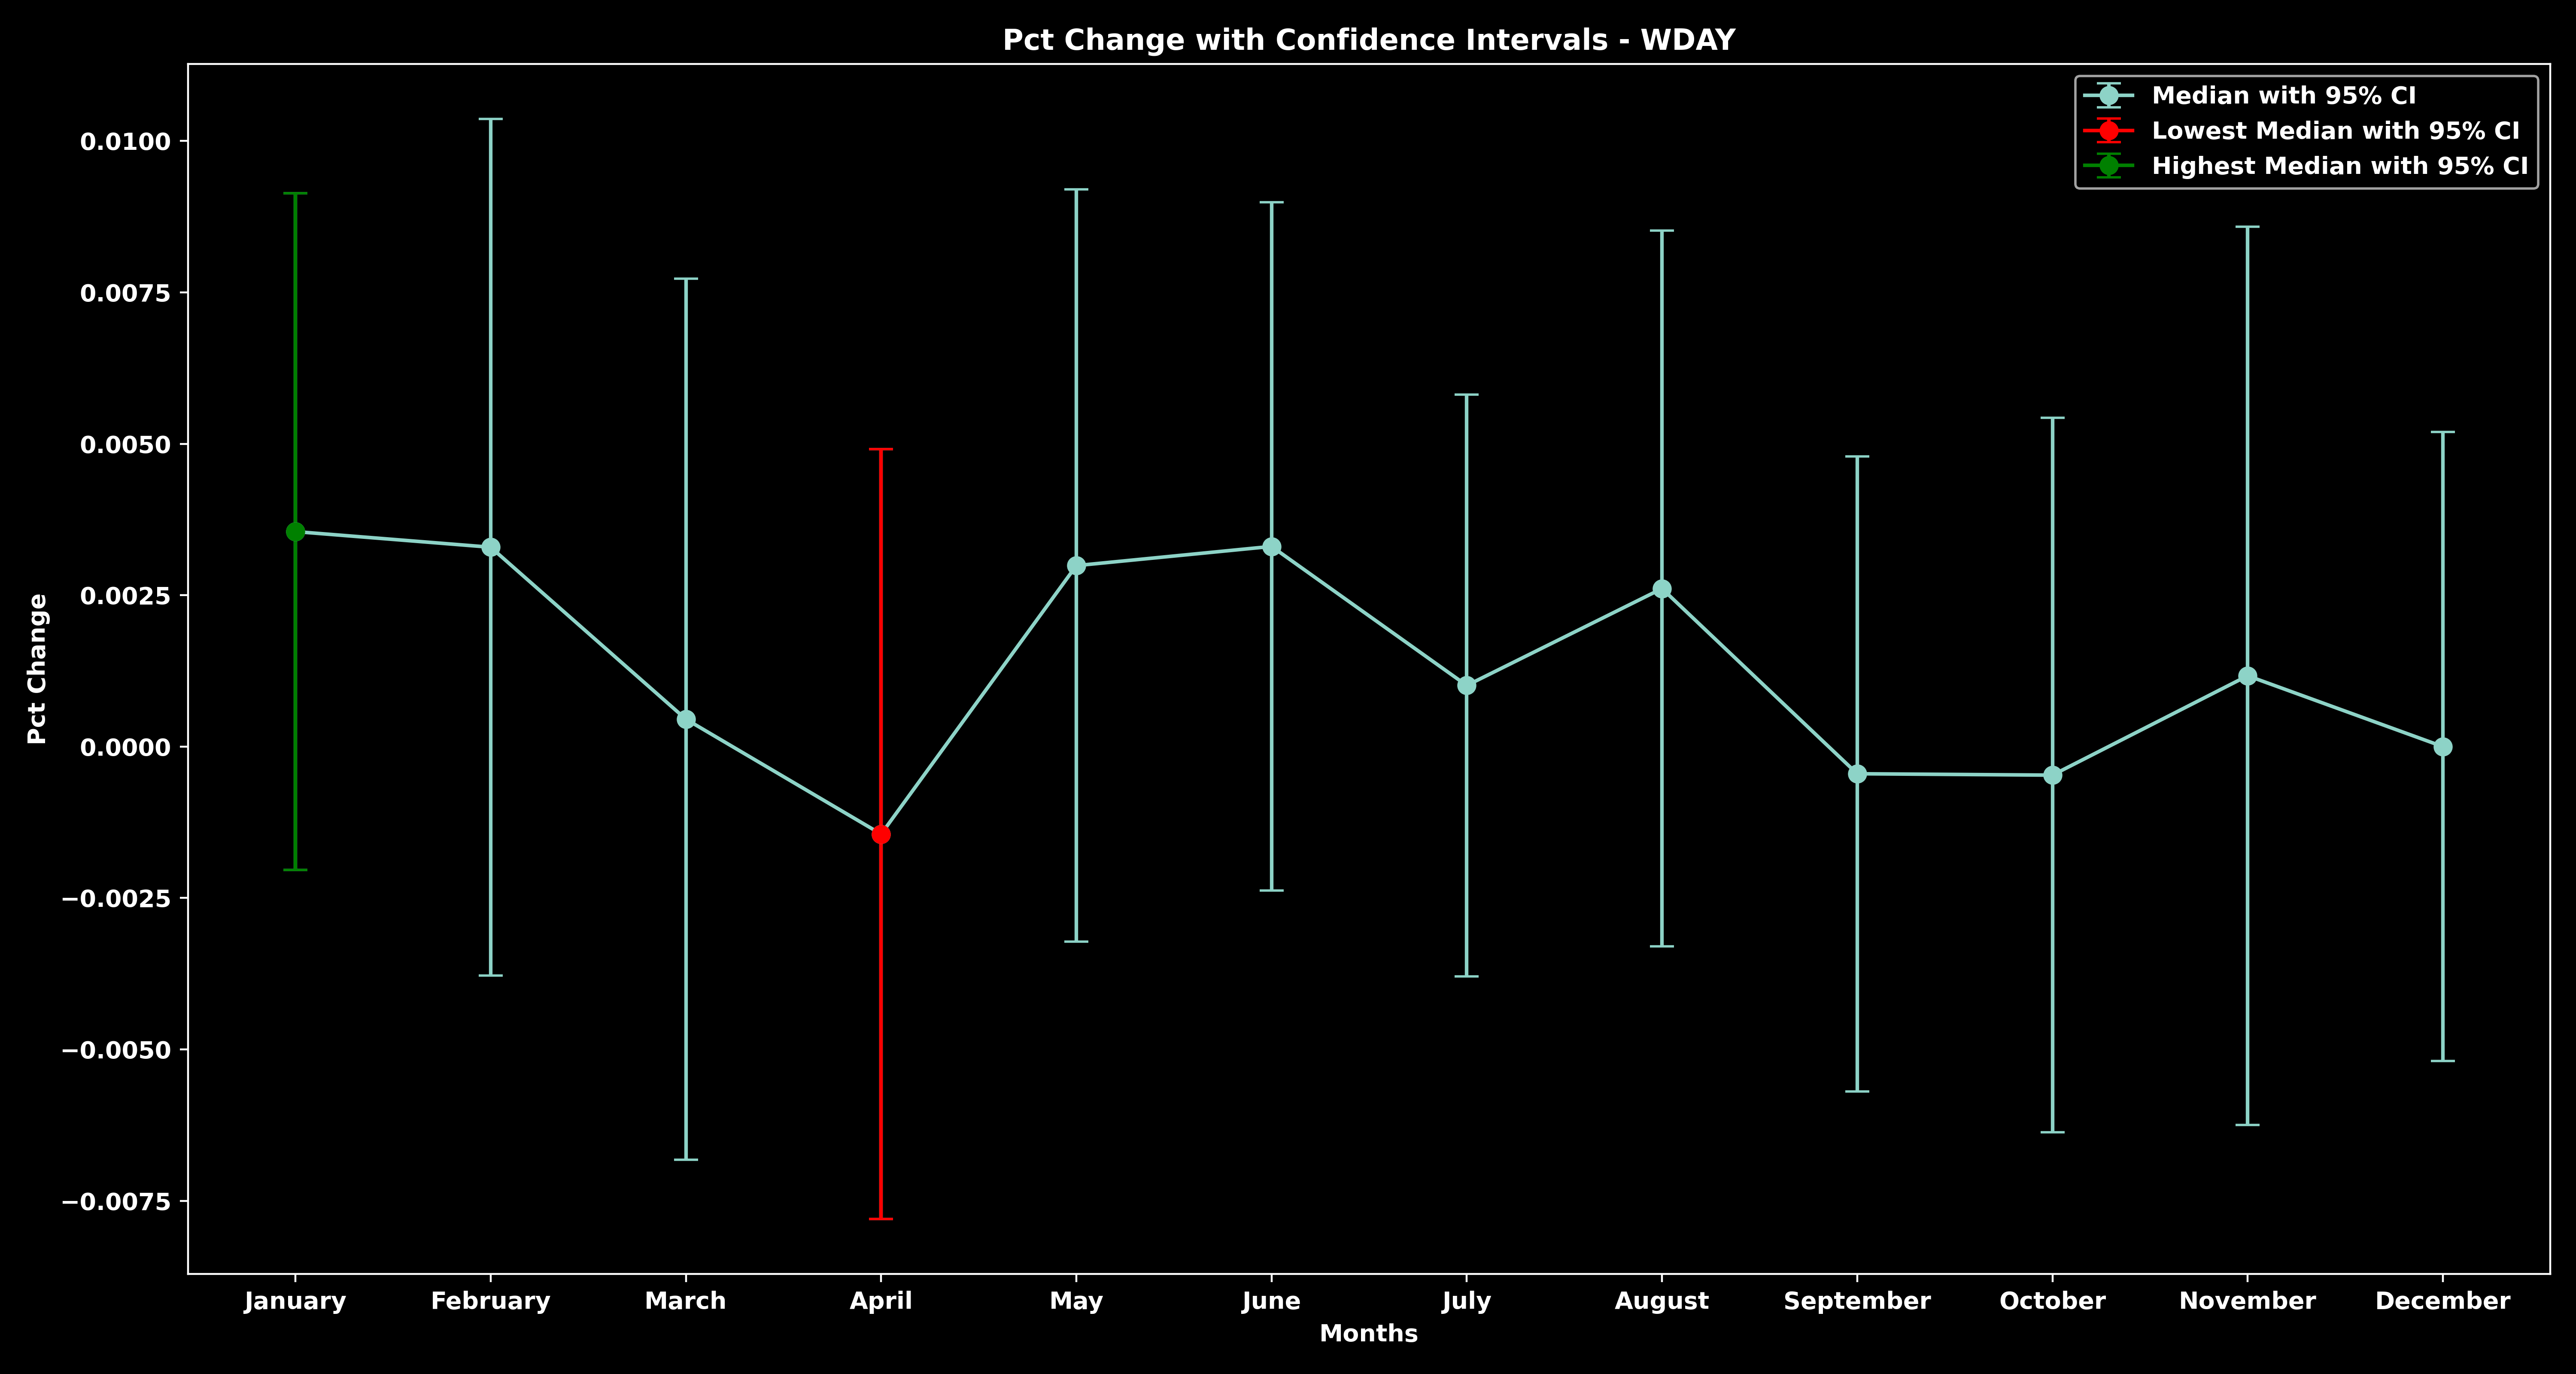 Pct Change with Confidence Intervals - WDAY
Median with 95% CI
Lowest Median with 95% CI
Highest Median with 95% CI
Pct Change
0.0100
0.0075
0.0050
0.0025
0.0000
−0.0025
−0.0050
−0.0075
January February March April May June July August September October November December
Months